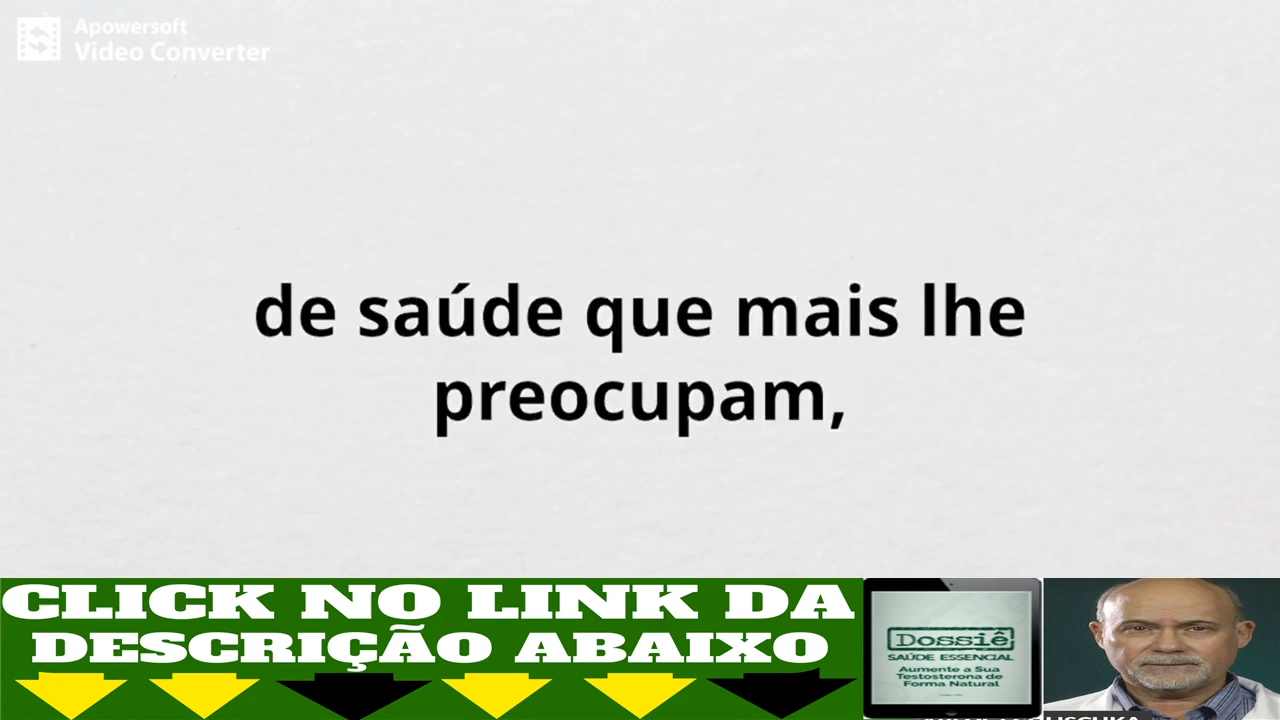 Apowersoft
Video Converter
de saúde que mais lhe
preocupam,
CLICK NO LINK DA
DESCRIÇÃO ABAIXO
Dossiê
SAÚDE ESSENCIAL
Aumente a Sua
Testosterona de
Forma Natural